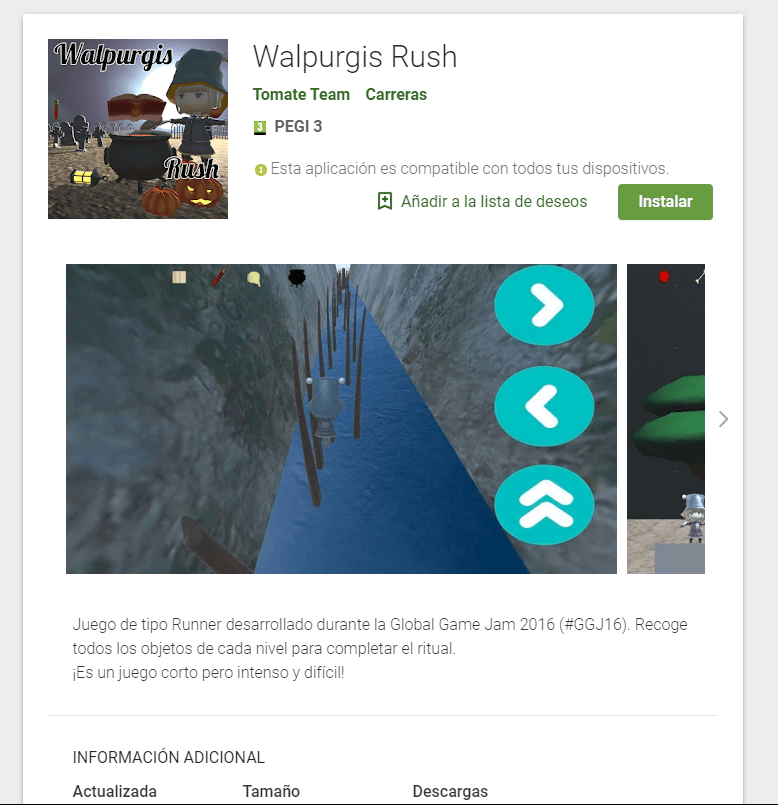 Walpurgis
Rush
Walpurgis Rush
Tomate Team Carreras
3 PEGI 3
Esta aplicación es compatible con todos tus dispositivos.
Añadir a la lista de deseos Instalar
Juego de tipo Runner desarrollado durante la Global Game Jam 2016 (#GGJ16). Recoge
todos los objetos de cada nivel para completar el ritual.
¡Es un juego corto pero intenso y difícil!
INFORMACIÓN ADICIONAL
Actualizada Tamaño Descargas